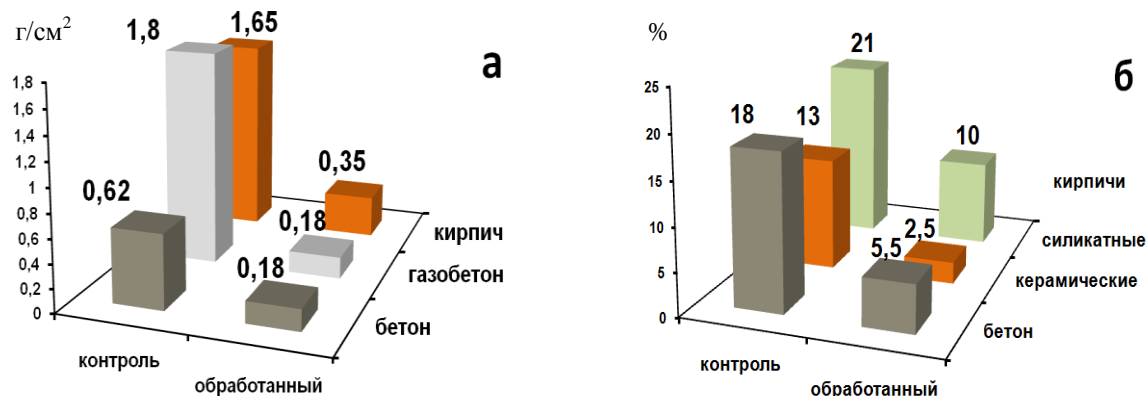 г/см²
а
1,8
1,65
1,8
1,6
1,4
1,2
1
0,8
0,6
0,4
0,2
0
0,62
0,35
0,18
0,18
кирпич
газобетон
бетон
контроль
обработанный
%
б
21
25
20
15
10
5
0
18
13
10
2,5
5,5
кирпичи
силикатные
керамические
бетон
контроль
обработанный